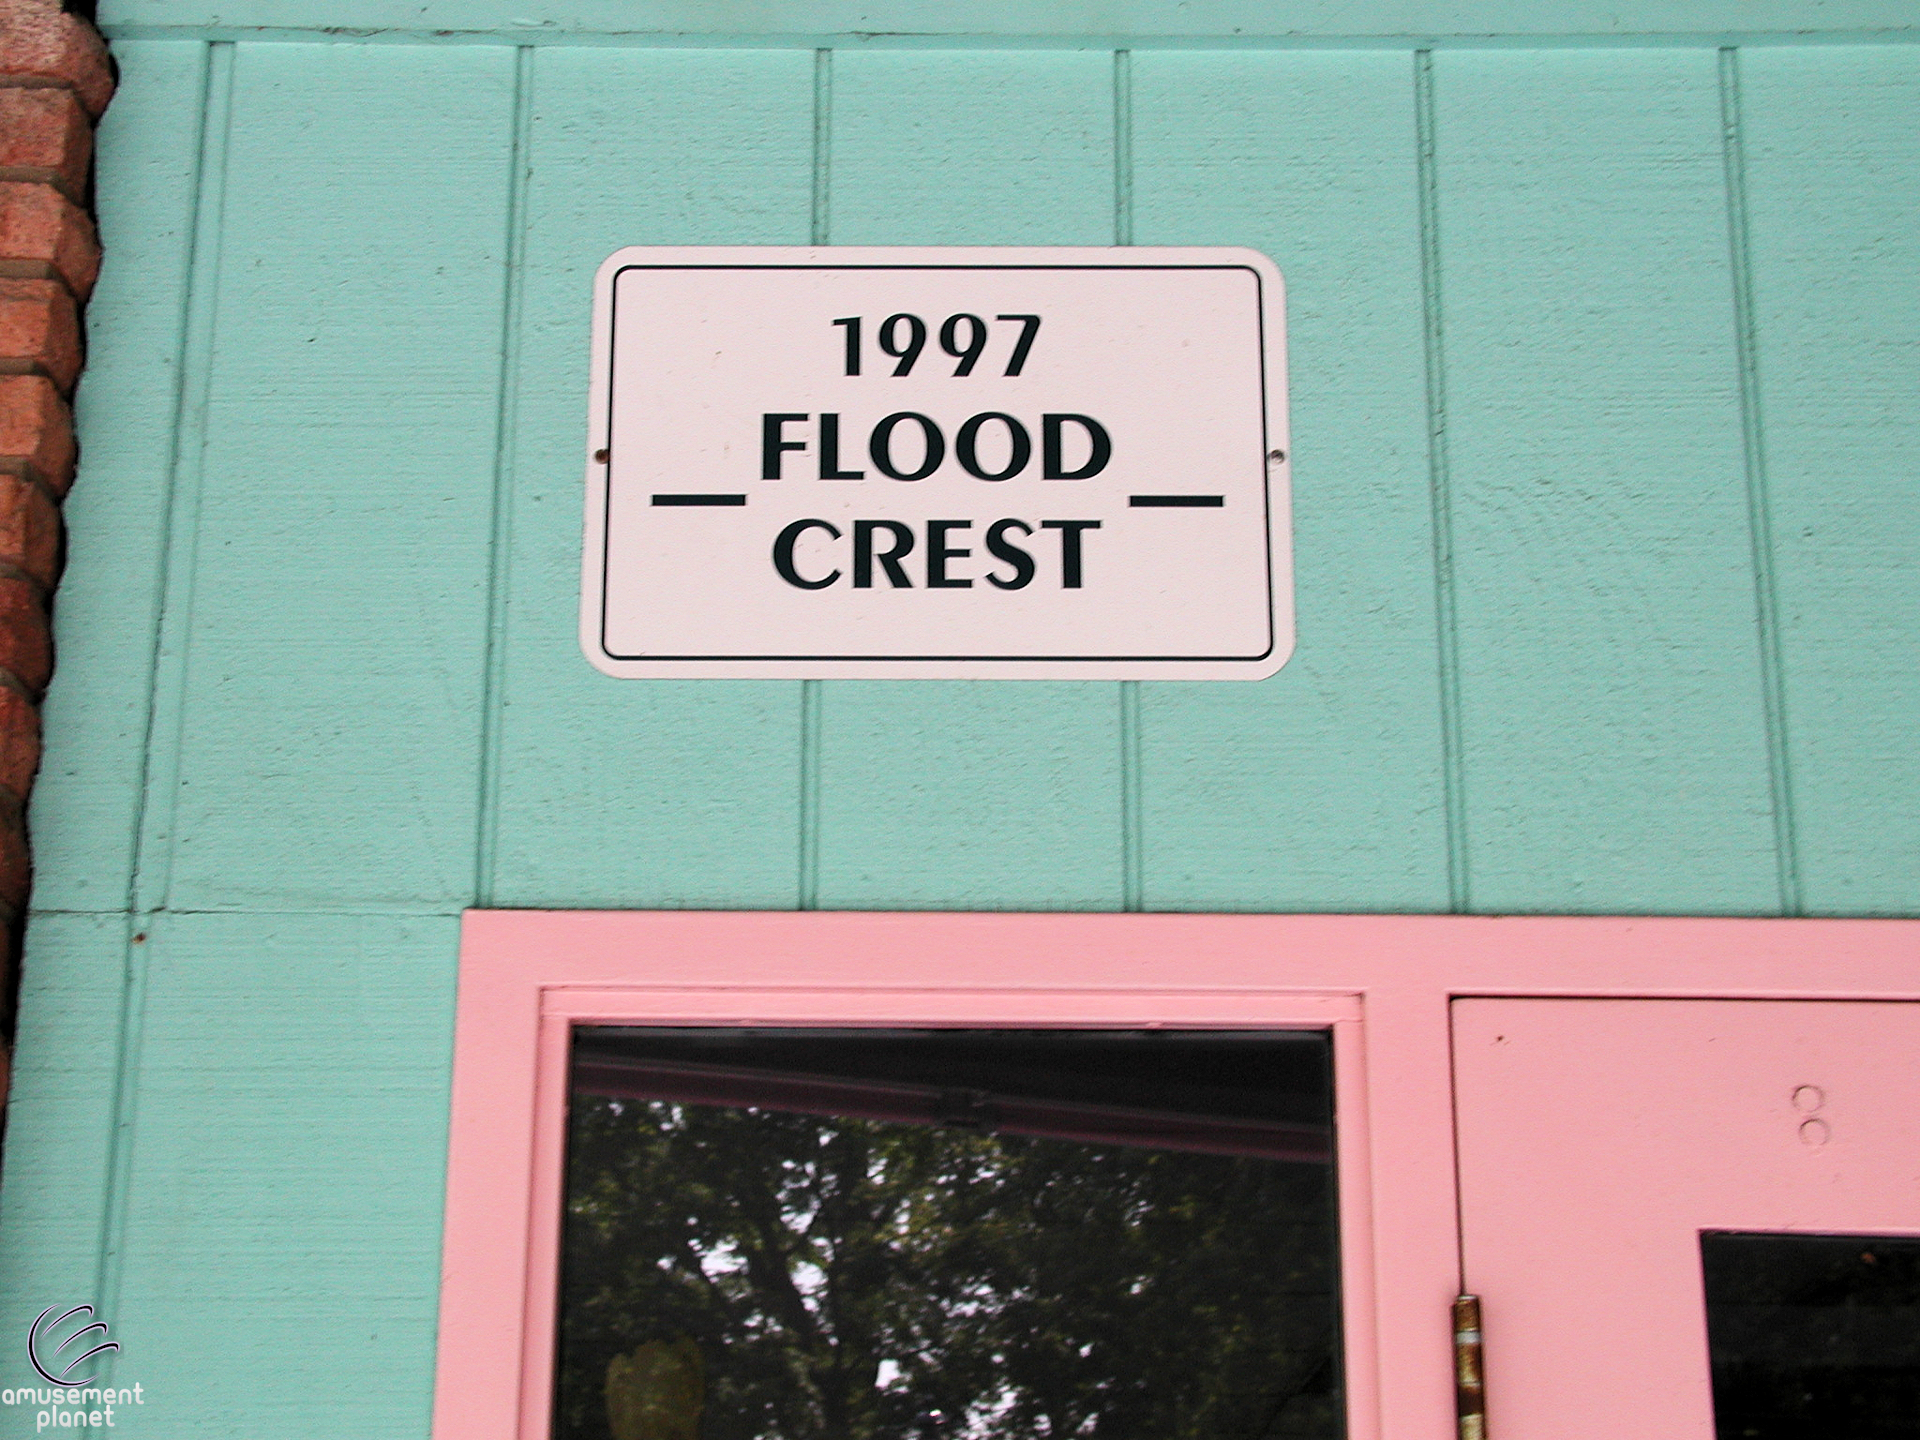 1997
FLOOD
CREST
amusement
planet